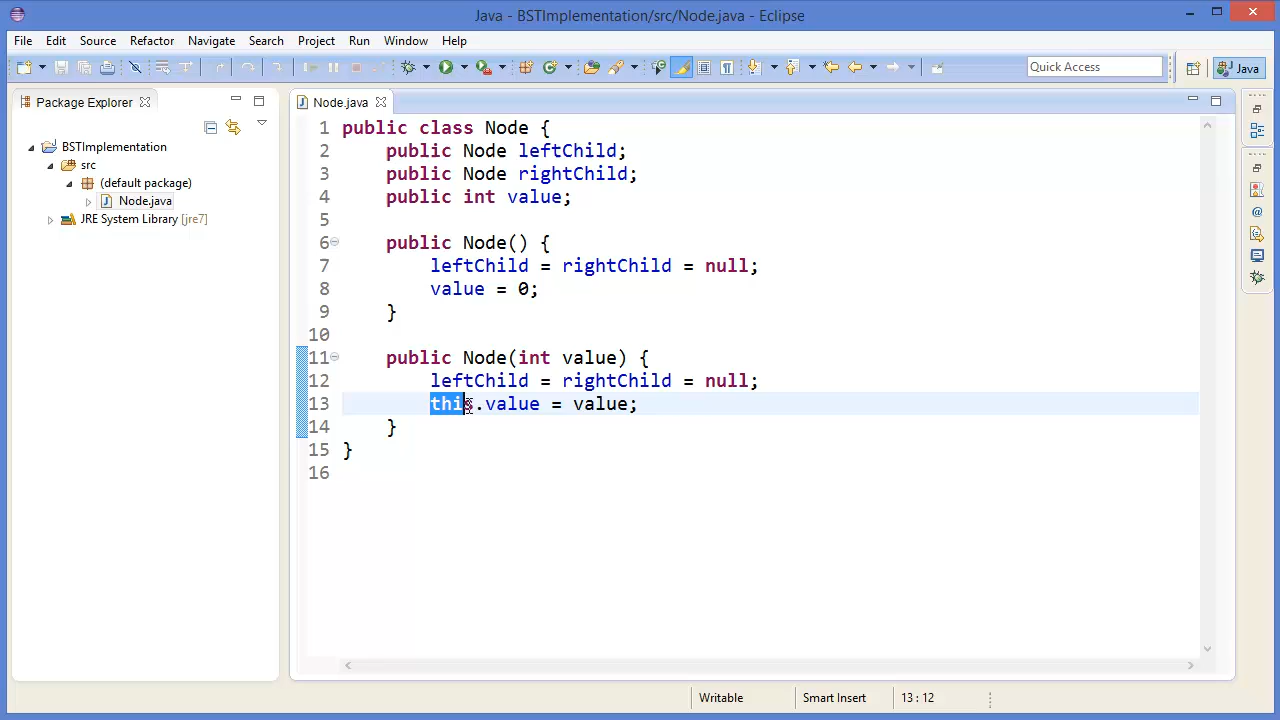 Java - BSTImplementation/src/Node.java - Eclipse
File Edit Source Refactor Navigate Search Project Run Window Help
Quick Access
Java
Package Explorer
BSTImplementation
src
(default package)
Node.java
JRE System Library [jre7]
Node.java
1 public class Node {
2 public Node leftChild;
3 public Node rightChild;
4 public int value;
5
6 public Node() {
7 leftChild = rightChild = null;
8 value = 0;
9 }
10
11 public Node(int value) {
12 leftChild = rightChild = null;
13 this.value = value;
14 }
15 }
16
Writable Smart Insert 13 : 12